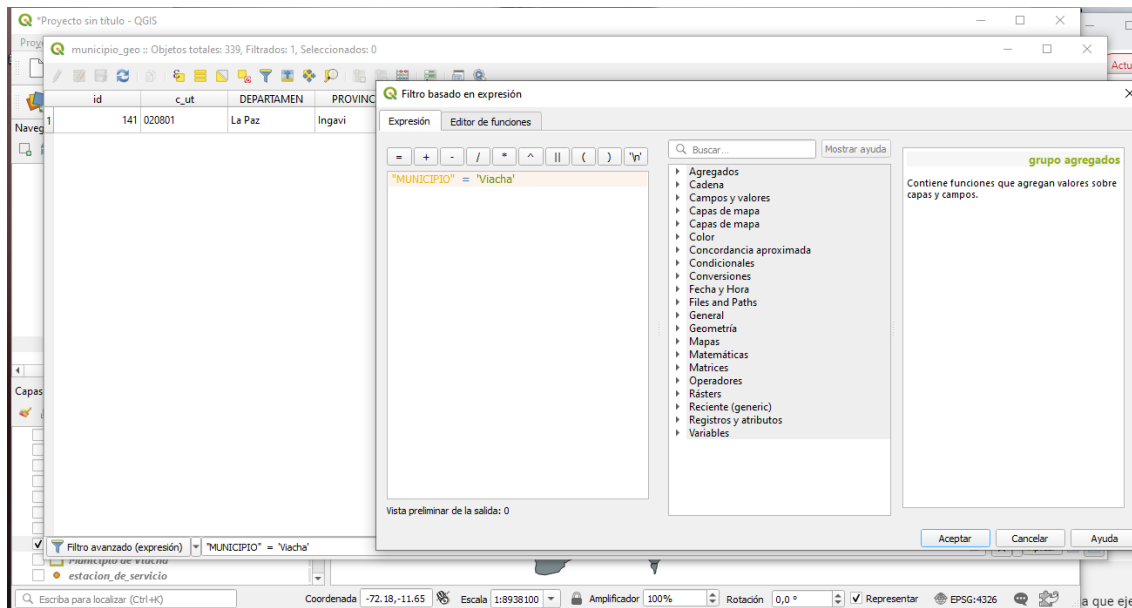 *Proyecto sin título - QGIS
Proy
municipio_geo :: Objetos totales: 339, Filtrados: 1, Seleccionados: 0
Actu
id c_ut DEPARTAMEN PROVINC
1 141 020801 La Paz Ingavi
Naveg
Capas
Filtro basado en expresión
Expresión Editor de funciones
= + - / * ^ || ( ) '\n'
"MUNICIPIO" = 'Viacha'
Buscar... Mostrar ayuda
Agregados
Cadena
Campos y valores
Capas de mapa
Capas de mapa
Color
Concordancia aproximada
Condicionales
Conversiones
Fecha y Hora
Files and Paths
General
Geometría
Mapas
Matemáticas
Matrices
Operadores
Rásters
Reciente (generic)
Registros y atributos
Variables
grupo agregados
Contiene funciones que agregan valores sobre
capas y campos.
Vista preliminar de la salida: 0
Aceptar Cancelar Ayuda
Filtro avanzado (expresión) "MUNICIPIO" = 'Viacha'
Municipio de Viacha
estacion_de_servicio
Escriba para localizar (Ctrl+K) Coordenada -72.18,-11.65 Escala 1:8938100 Amplificador 100% Rotación 0,0 ° Representar EPSG:4326
a que eje